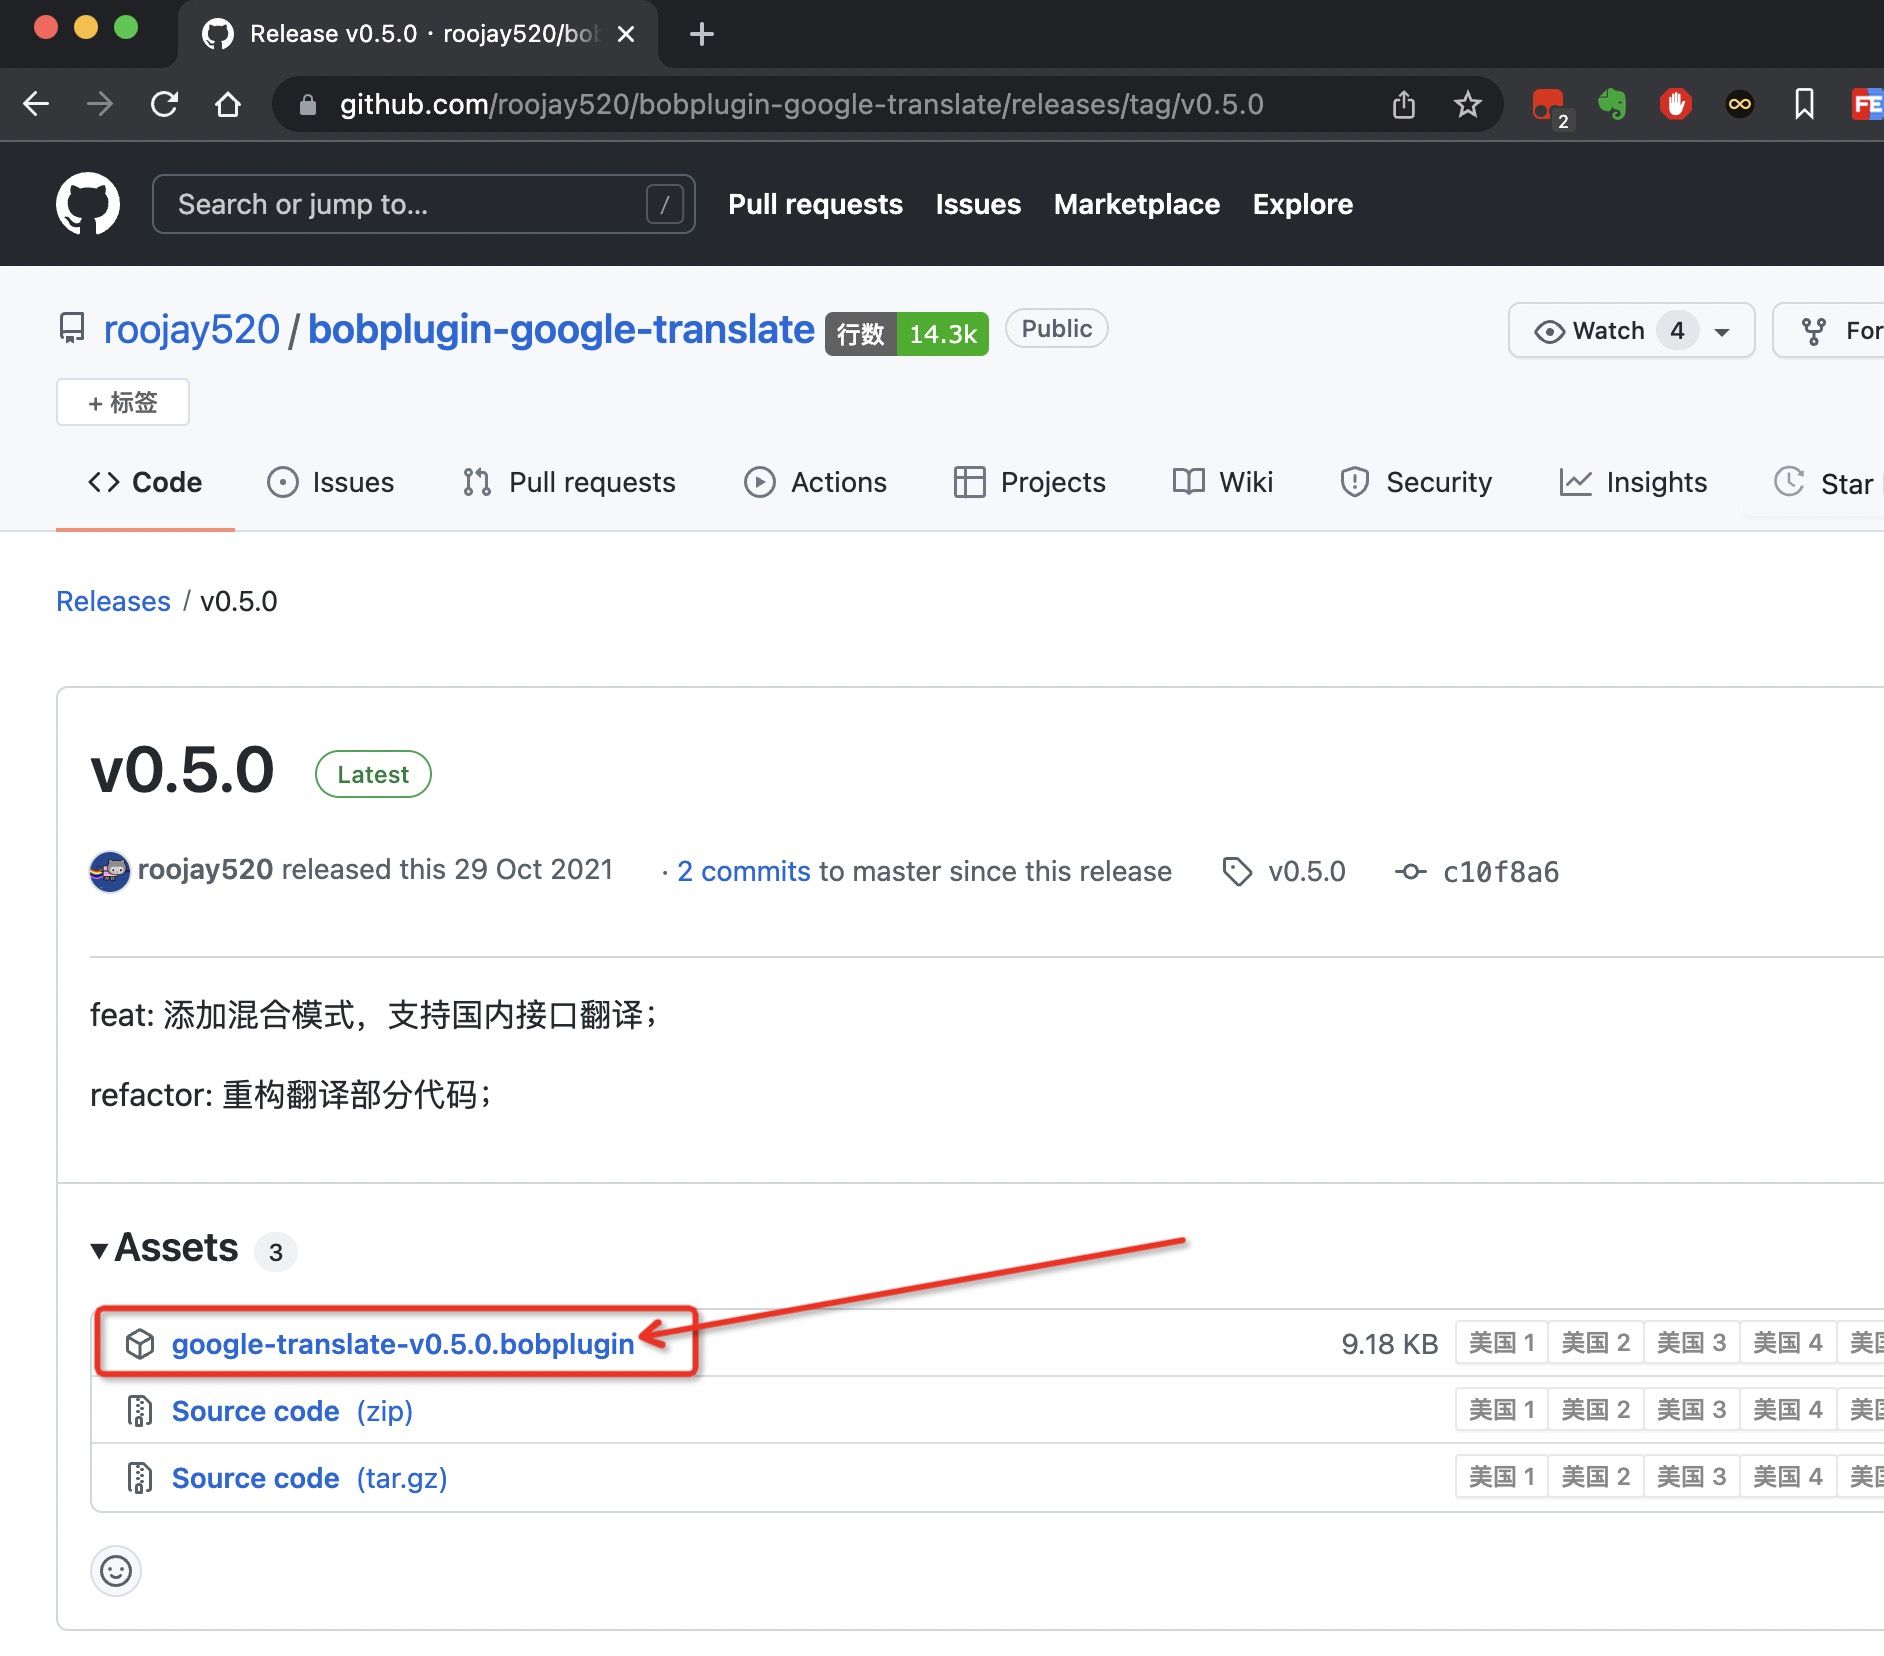 Release v0.5.0 · roojay520/bob
github.com/roojay520/bobplugin-google-translate/releases/tag/v0.5.0
2
FE
Search or jump to...
/
Pull requests
Issues
Marketplace
Explore
roojay520 / bobplugin-google-translate
行数 14.3k
Public
Watch 4
For
+ 标签
Code
Issues
Pull requests
Actions
Projects
Wiki
Security
Insights
Star
Releases / v0.5.0
v0.5.0
Latest
roojay520 released this 29 Oct 2021
· 2 commits to master since this release
v0.5.0
c10f8a6
feat: 添加混合模式，支持国内接口翻译；
refactor: 重构翻译部分代码；
Assets 3
google-translate-v0.5.0.bobplugin
9.18 KB
美国 1 美国 2 美国 3 美国 4 美
Source code (zip)
美国 1 美国 2 美国 3 美国 4 美
Source code (tar.gz)
美国 1 美国 2 美国 3 美国 4 美